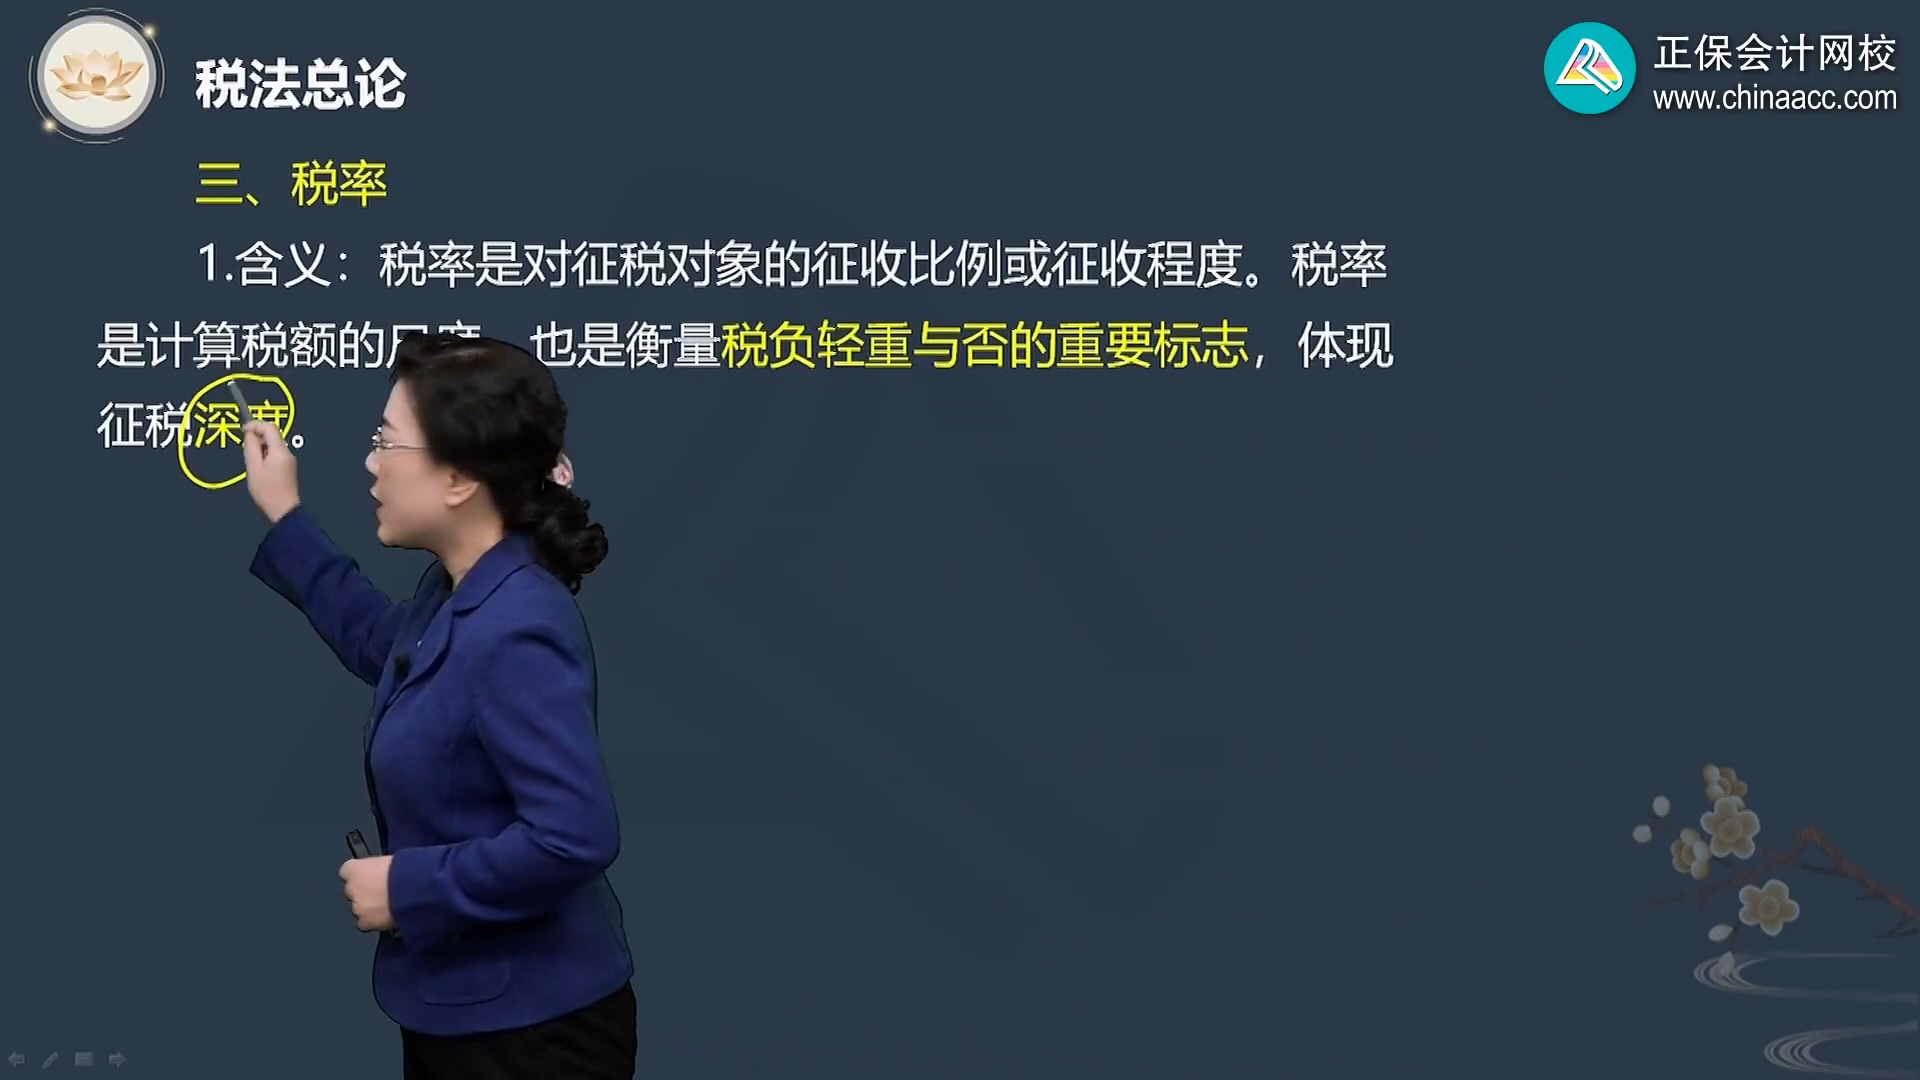 税法总论
正保会计网校
www.chinaacc.com
三、税率
1.含义：税率是对征税对象的征收比例或征收程度。税率
是计算税额的尺度，也是衡量税负轻重与否的重要标志，体现
征税深度。